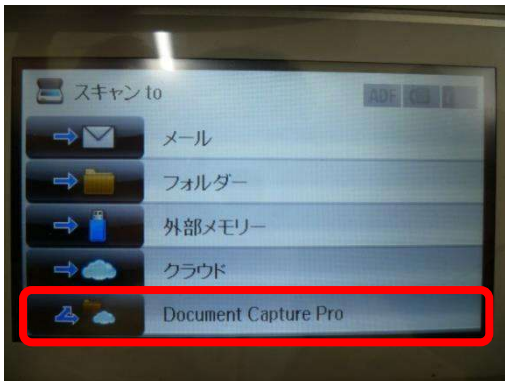 スキャン to
ADF
メール
フォルダー
外部メモリー
クラウド
Document Capture Pro